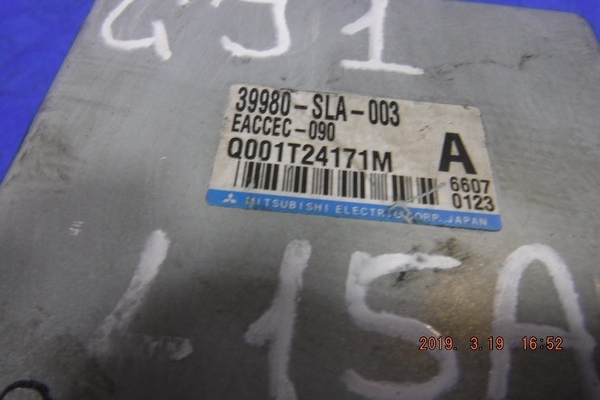 GJ1
39980-SLA-003
EACCEC-090
Q001T24171M
A
6607
0123
MITSUBISHI ELECTRIC CORP., JAPAN
L15A
2019. 3.19 16:52